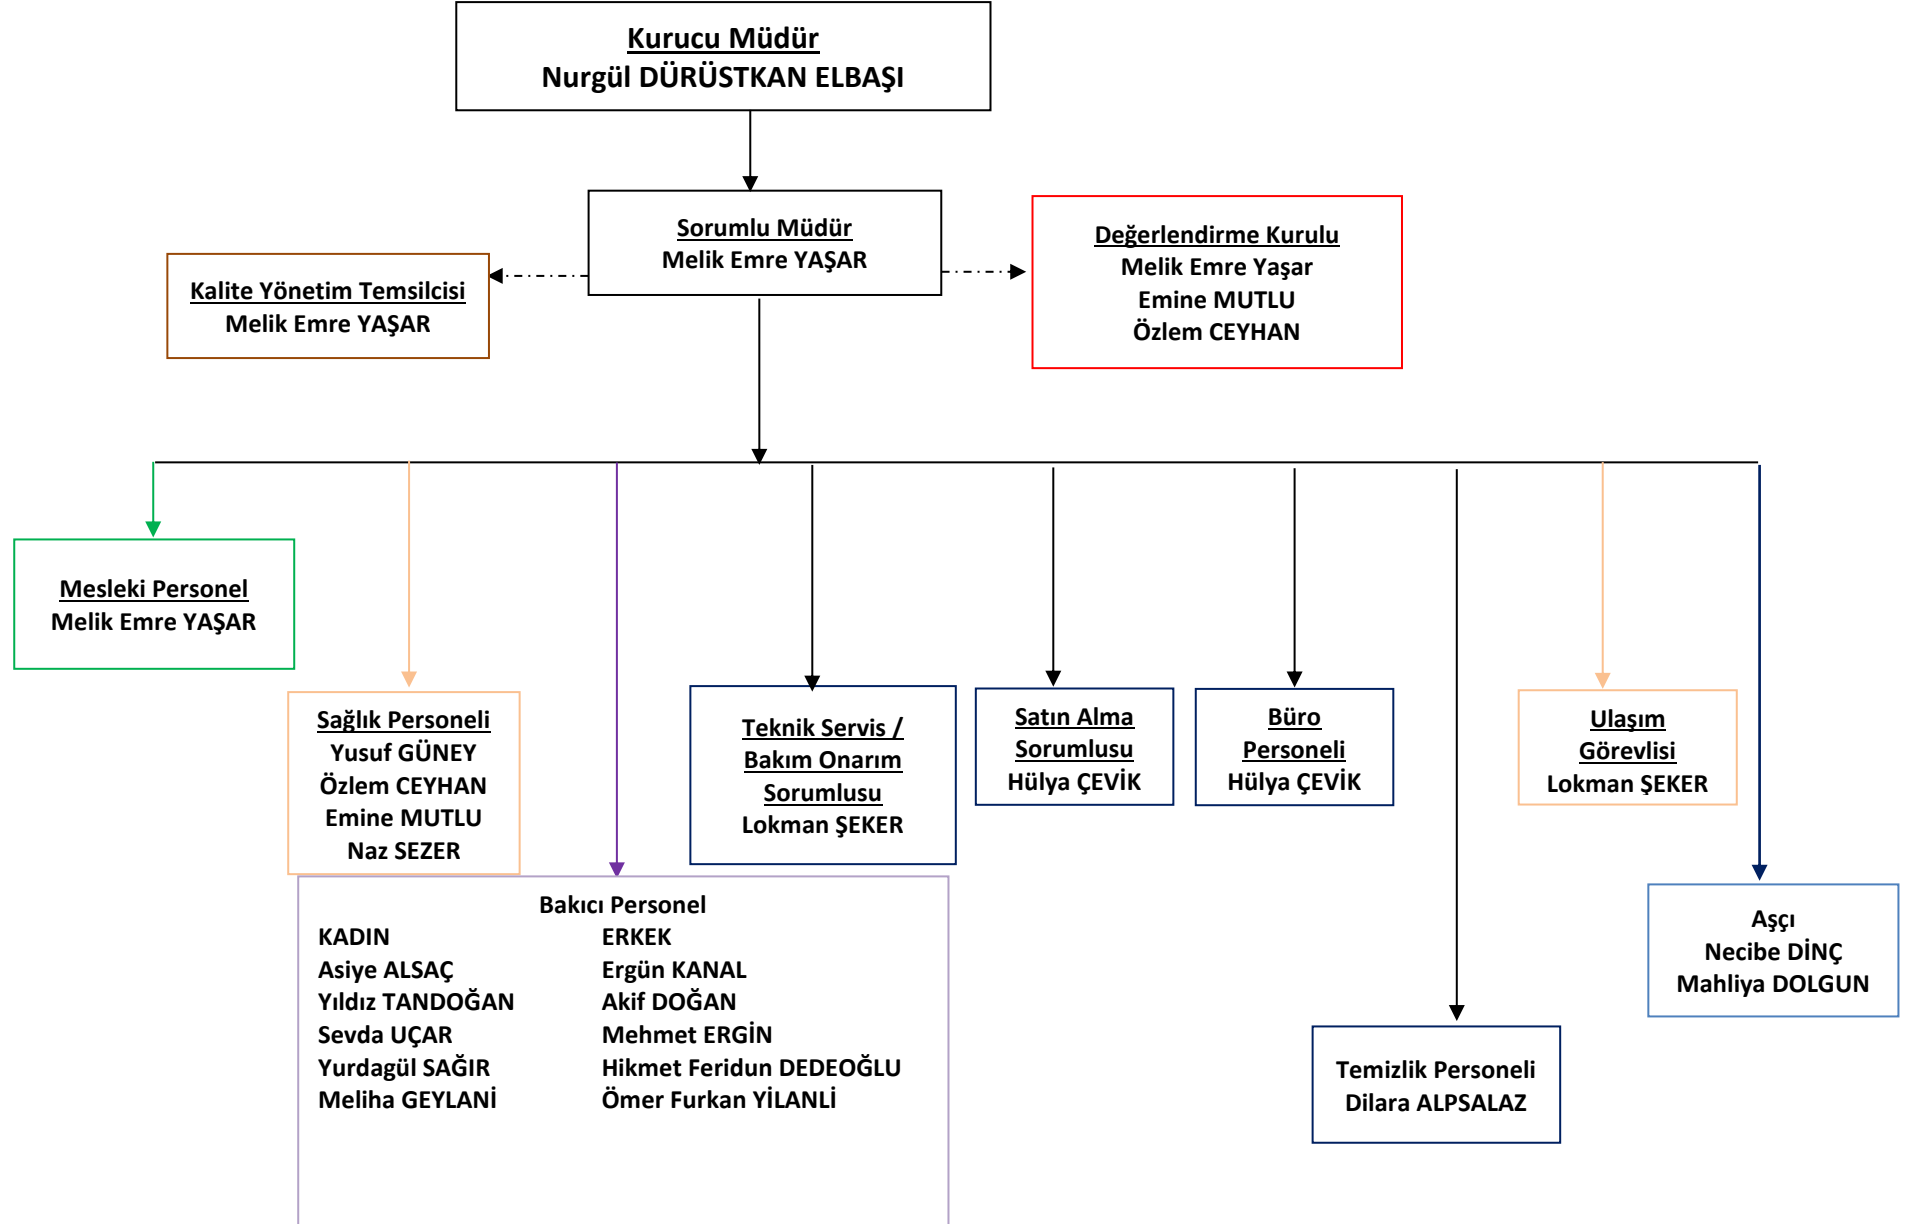 Kurucu Müdür
Nurgül DÜRÜSTKAN ELBAŞI
Sorumlu Müdür
Melik Emre YAŞAR
Değerlendirme Kurulu
Melik Emre Yaşar
Emine MUTLU
Özlem CEYHAN
Kalite Yönetim Temsilcisi
Melik Emre YAŞAR
Mesleki Personel
Melik Emre YAŞAR
Sağlık Personeli
Yusuf GÜNEY
Özlem CEYHAN
Emine MUTLU
Naz SEZER
Teknik Servis /
Bakım Onarım
Sorumlusu
Lokman ŞEKER
Satın Alma
Sorumlusu
Hülya ÇEVİK
Büro
Personeli
Hülya ÇEVİK
Ulaşım
Görevlisi
Lokman ŞEKER
Bakıcı Personel
KADIN ERKEK
Asiye ALSAÇ Ergün KANAL
Yıldız TANDOĞAN Akif DOĞAN
Sevda UÇAR Mehmet ERGİN
Yurdagül SAĞIR Hikmet Feridun DEDEOĞLU
Meliha GEYLANİ Ömer Furkan YİLANLİ
Aşçı
Necibe DİNÇ
Mahliya DOLGUN
Temizlik Personeli
Dilara ALPSALAZ